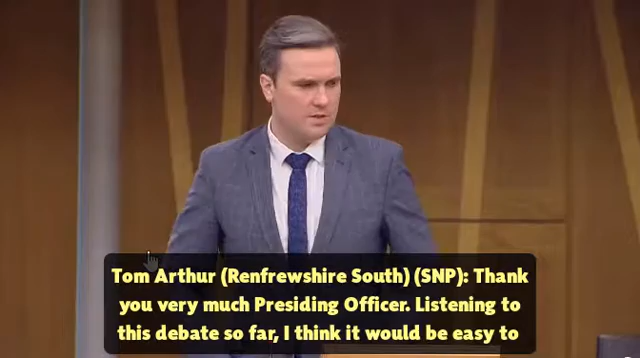 Tom Arthur (Renfrewshire South) (SNP): Thank
you very much Presiding Officer. Listening to
this debate so far, I think it would be easy to